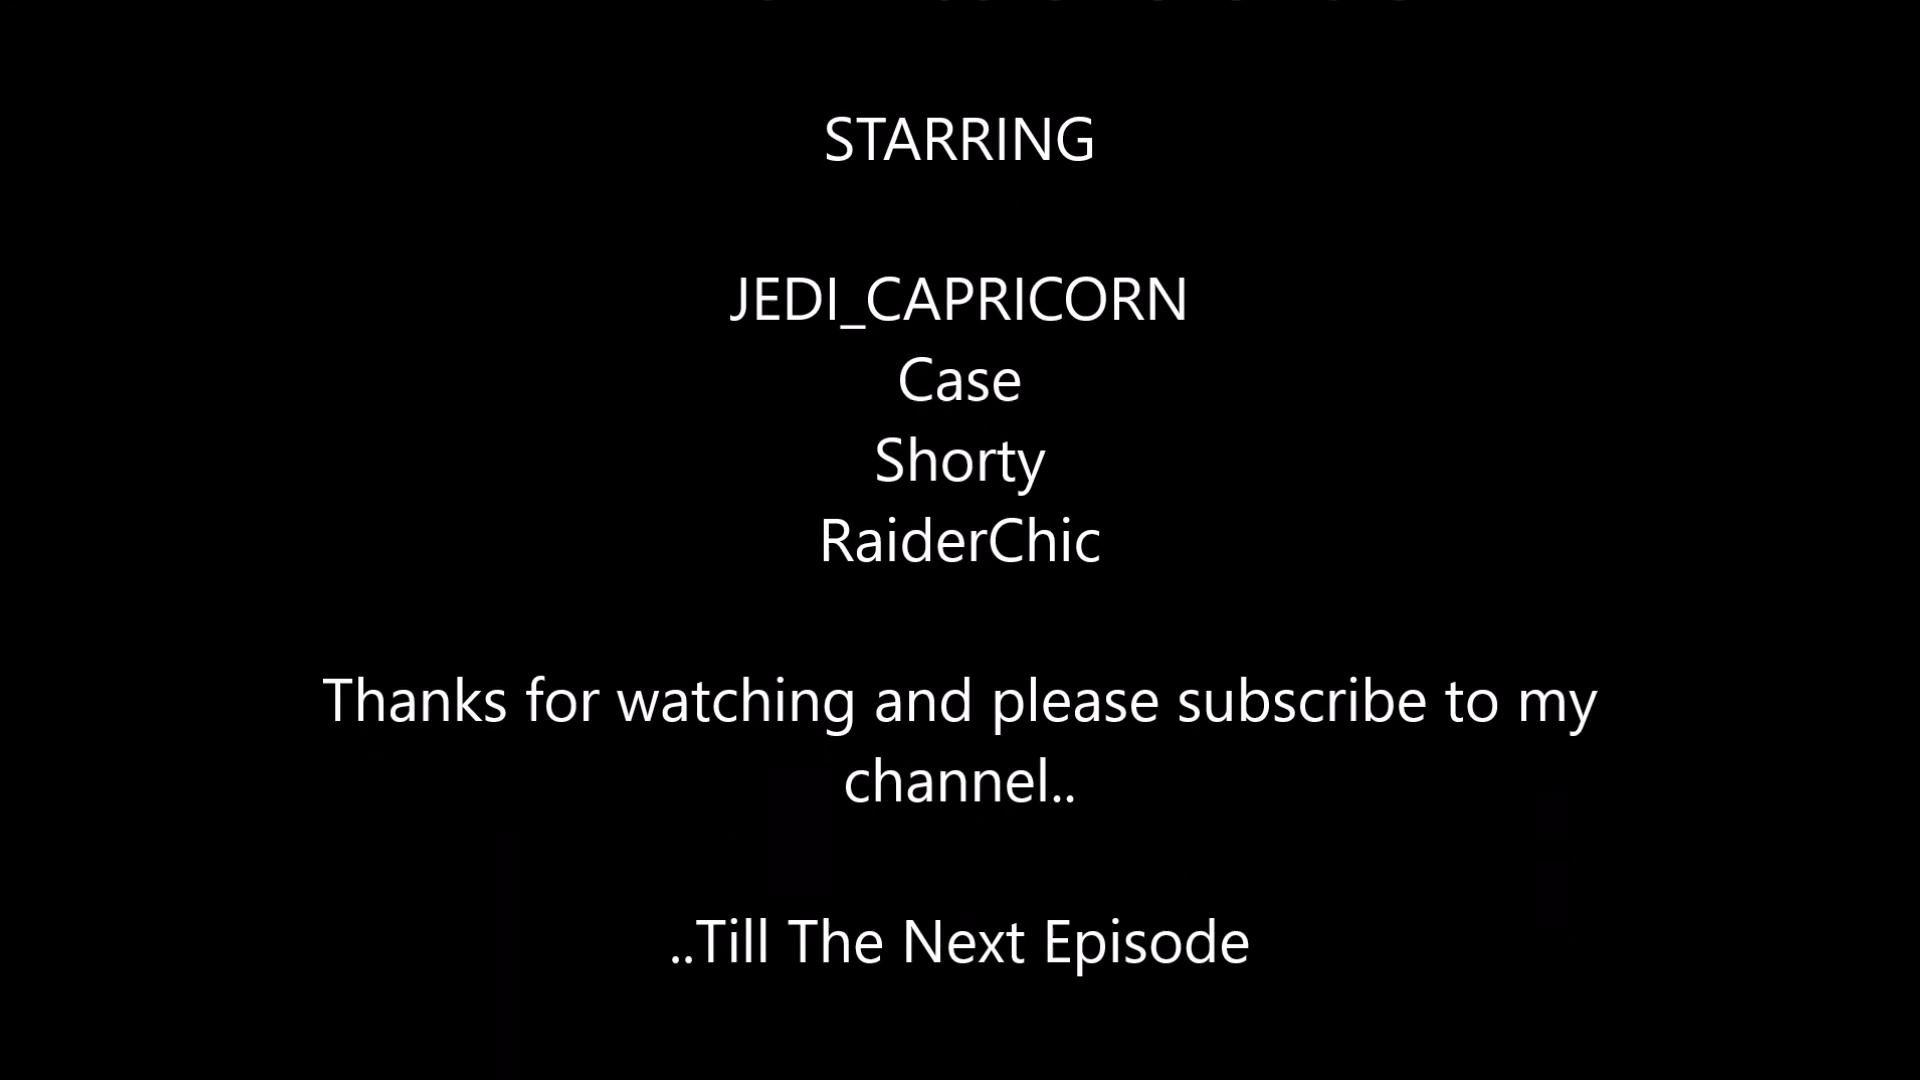 STARRING
JEDI_CAPRICORN
Case
Shorty
RaiderChic
Thanks for watching and please subscribe to my
channel..
..Till The Next Episode